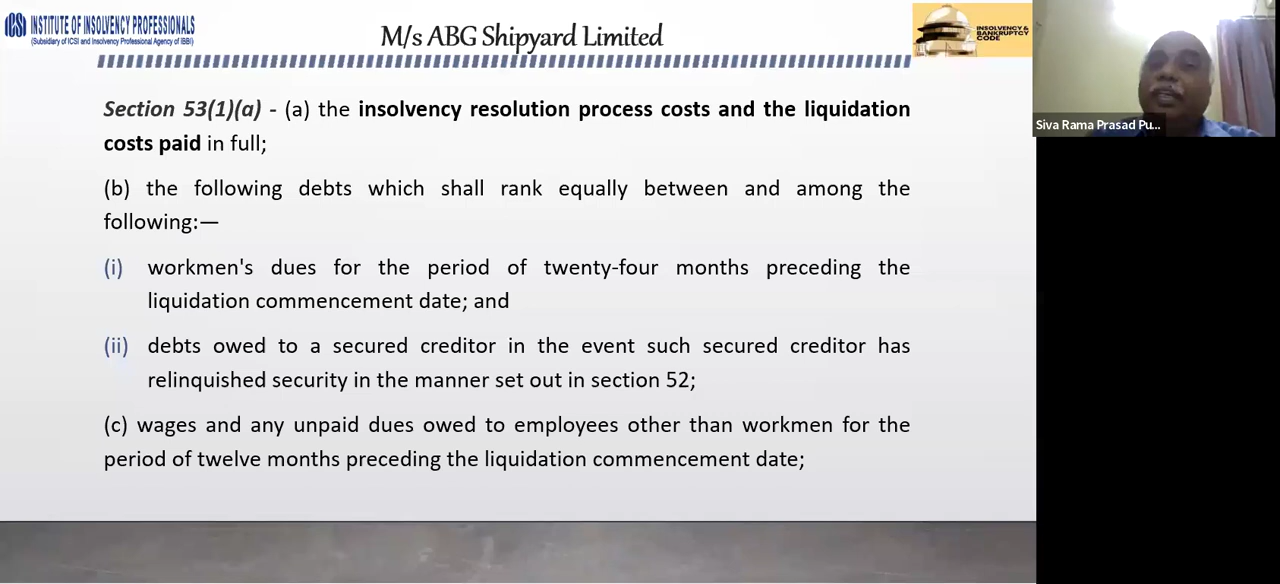 ICSI INSTITUTE OF INSOLVENCY PROFESSIONALS
(Subsidiary of ICSI and Insolvency Professional Agency of IBBI)
M/s ABG Shipyard Limited
INSOLVENCY &
BANKRUPTCY
CODE
Siva Rama Prasad Pu...
Section 53(1)(a) - (a) the insolvency resolution process costs and the liquidation
costs paid in full;
(b) the following debts which shall rank equally between and among the
following:—
(i) workmen's dues for the period of twenty-four months preceding the
liquidation commencement date; and
(ii) debts owed to a secured creditor in the event such secured creditor has
relinquished security in the manner set out in section 52;
(c) wages and any unpaid dues owed to employees other than workmen for the
period of twelve months preceding the liquidation commencement date;